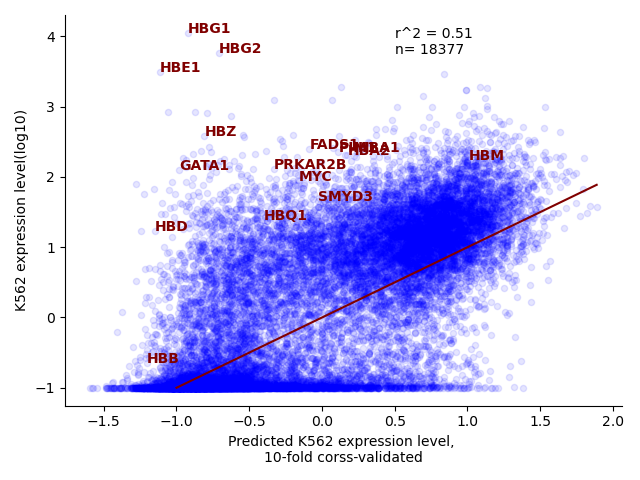 HBG1
r^2 = 0.51
n= 18377
HBG2
HBE1
HBZ
FADS1
HBA1
HBA2
HBM
GATA1
PRKAR2B
MYC
SMYD3
HBQ1
HBD
HBB
K562 expression level(log10)
4
3
2
1
0
−1
−1.5
−1.0
−0.5
0.0
0.5
1.0
1.5
2.0
Predicted K562 expression level,
10-fold corss-validated